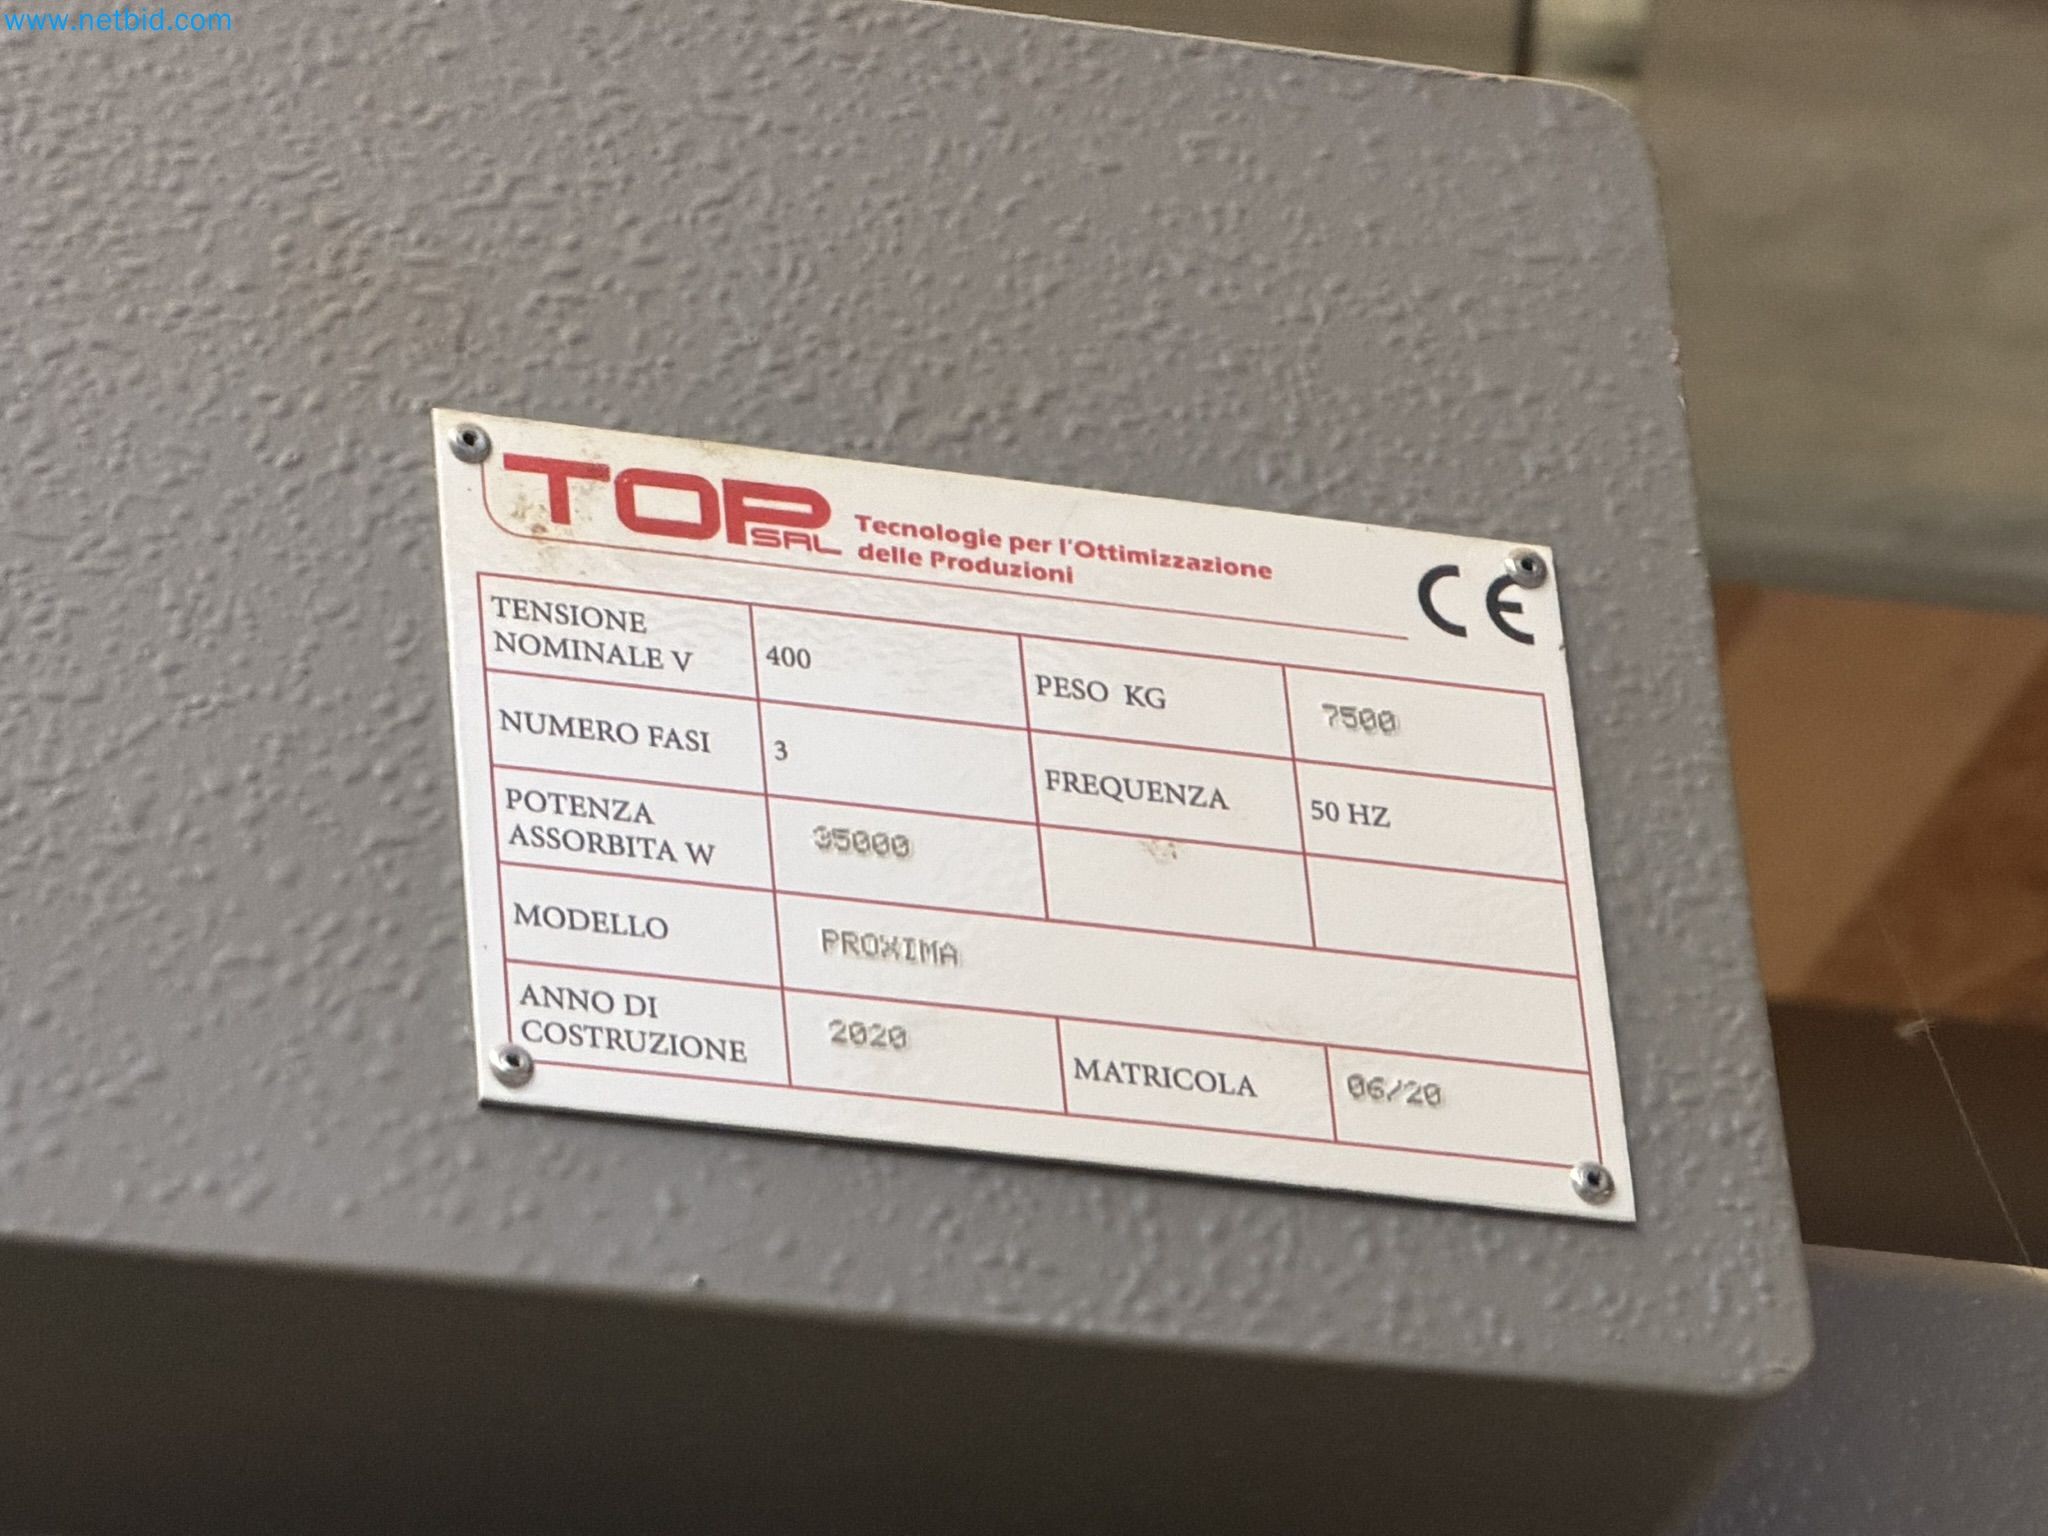 www.netbid.com
TOP SRL
Tecnologie per l'Ottimizzazione
delle Produzioni
CE
TENSIONE
NOMINALE V
400
PESO KG
7500
NUMERO FASI
3
FREQUENZA
50 HZ
POTENZA
ASSORBITA W
35000
MODELLO
PROXIMA
ANNO DI
COSTRUZIONE
2020
MATRICOLA
06/20